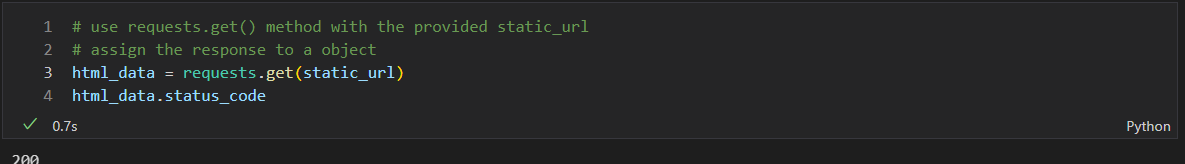 1 # use requests.get() method with the provided static_url
2 # assign the response to a object
3 html_data = requests.get(static_url)
4 html_data.status_code
0.7s Python
200